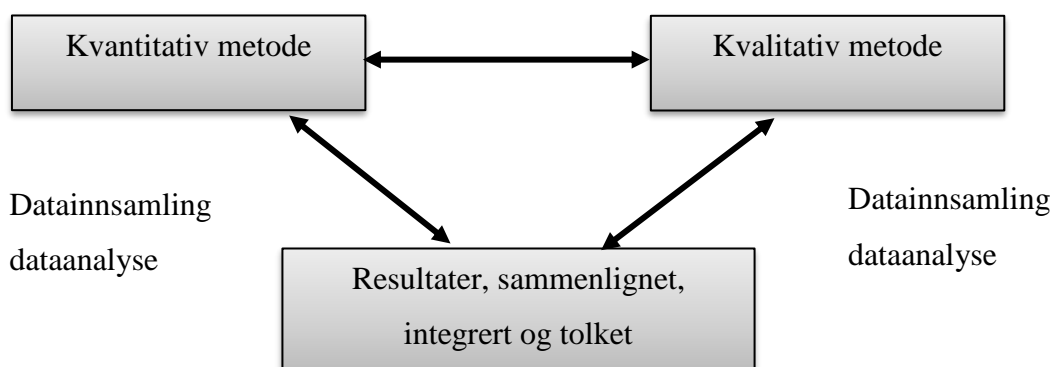 Kvantitativ metode
Kvalitativ metode
Datainnsamling
dataanalyse
Datainnsamling
dataanalyse
Resultater, sammenlignet,
integrert og tolket